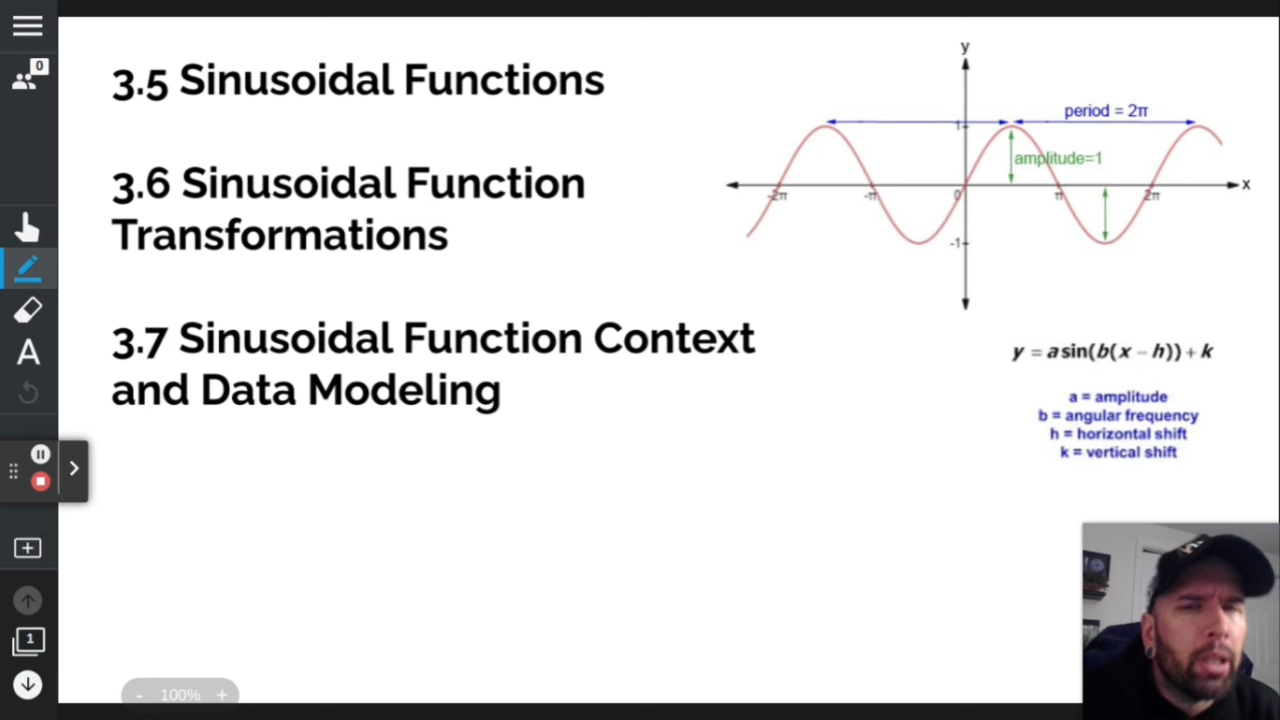 0
3.5 Sinusoidal Functions
3.6 Sinusoidal Function
Transformations
3.7 Sinusoidal Function Context
and Data Modeling
y
period = 2π
1
amplitude=1
x
-2π
-π
0
π
2π
-1
y = a sin(b(x - h)) + k
a = amplitude
b = angular frequency
h = horizontal shift
k = vertical shift
A
1
- 100% +